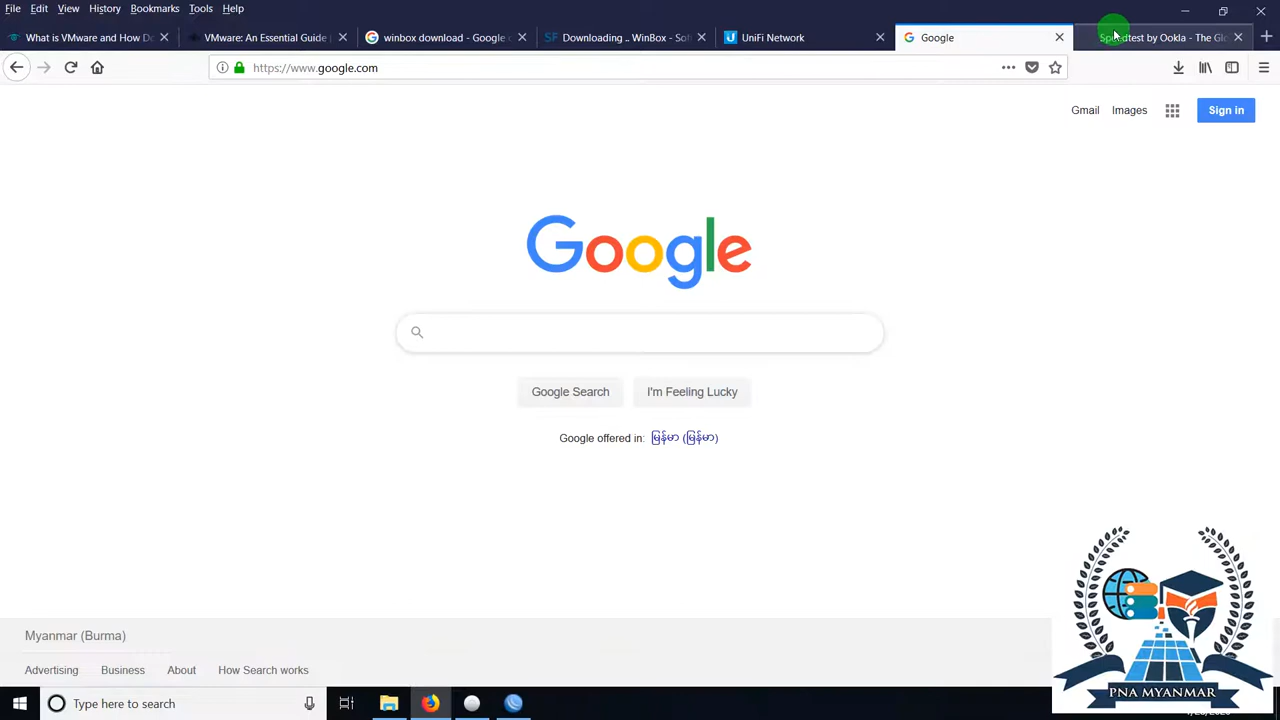 File Edit View History Bookmarks Tools Help
What is VMware and How Do
VMware: An Essential Guide
winbox download - Google
Downloading .. WinBox - Sof
UniFi Network
Google
Speedtest by Ookla - The Glo
https://www.google.com
Gmail Images Sign in
Google
Google Search I'm Feeling Lucky
Google offered in: မြန်မာ (မြန်မာ)
Myanmar (Burma)
Advertising Business About How Search works
PNA MYANMAR
Type here to search